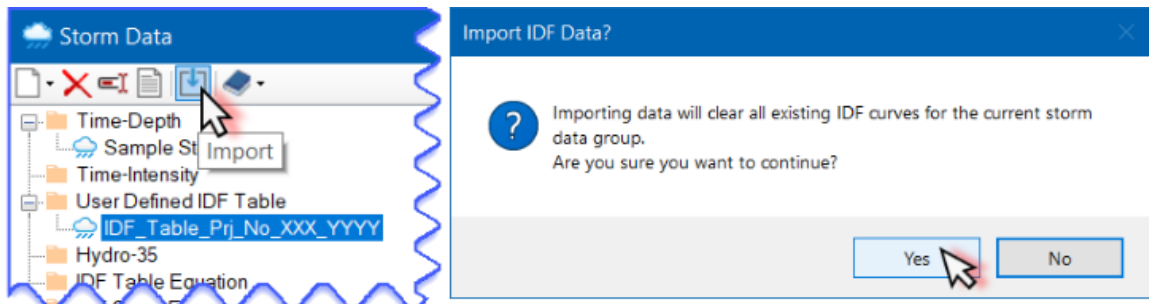 Storm Data
Time-Depth
Sample St
Import
Time-Intensity
User Defined IDF Table
IDF_Table_Prj_No_XXX_YYYY
Hydro-35
IDF Table Equation
Import IDF Data?
Importing data will clear all existing IDF curves for the current storm
data group.
Are you sure you want to continue?
Yes
No